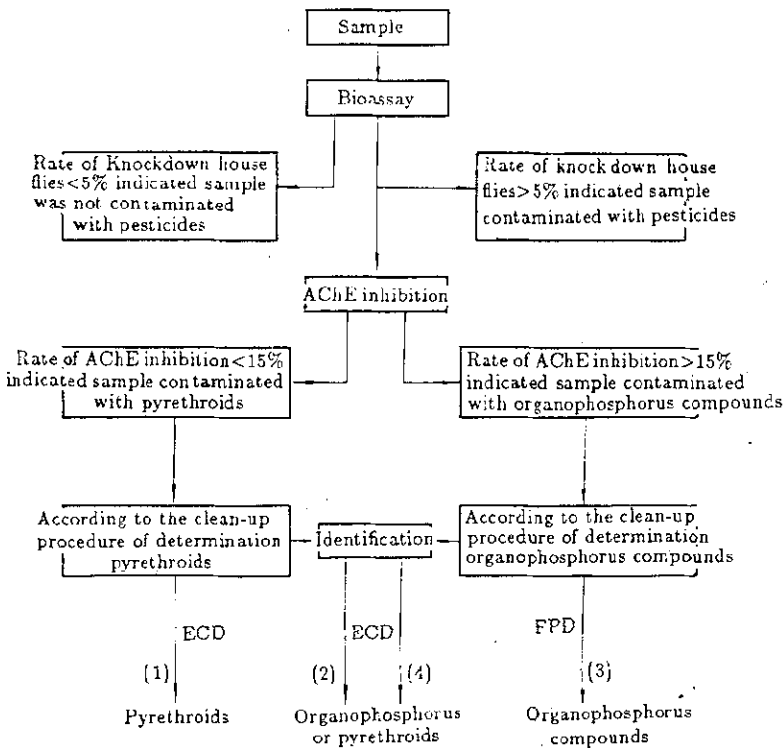 Sample
Bioassay
Rate of Knockdown house
flies<5% indicated sample
was not contaminated
with pesticides
Rate of knock down house
flies>5% indicated sample
contaminated with pesticides
AChE inhibition
Rate of AChE inhibition<15%
indicated sample contaminated
with pyrethroids
Rate of AChE inhibition>15%
indicated sample contaminated
with organophosphorus compounds
According to the clean-up
procedure of determination
pyrethroids
Identification
According to the clean-up
procedure of determination
organophosphorus compounds
ECD
ECD
FPD
(1)
(2)
(4)
(3)
Pyrethroids
Organophosphorus
or pyrethroids
Organophosphorus
compounds